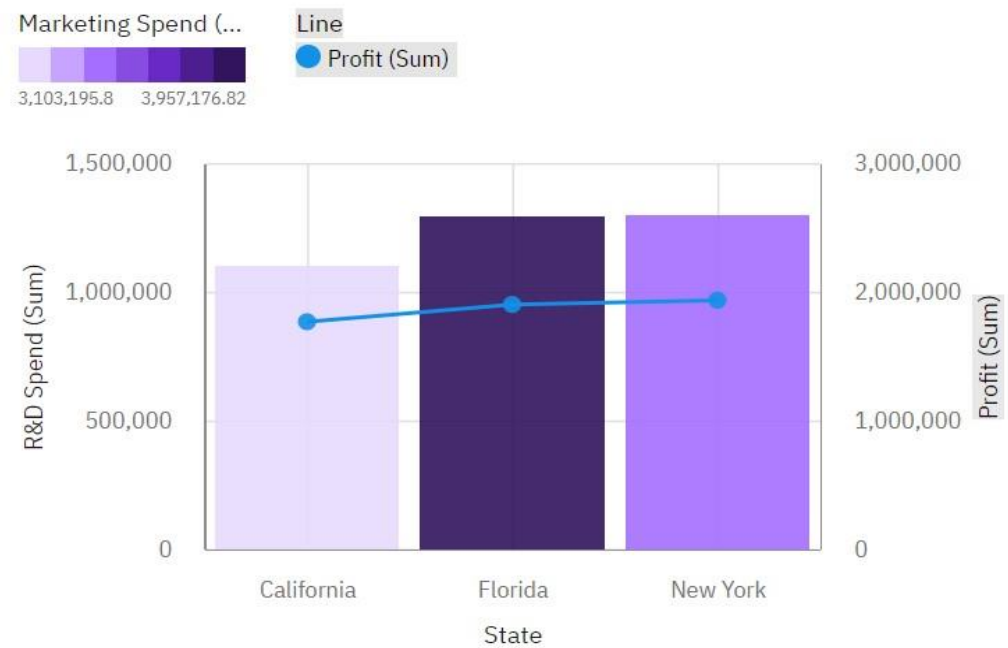 Marketing Spend (...
Line
Profit (Sum)
3,103,195.8 3,957,176.82
1,500,000
3,000,000
1,000,000
2,000,000
500,000
1,000,000
0
0
R&D Spend (Sum)
Profit (Sum)
California
Florida
New York
State